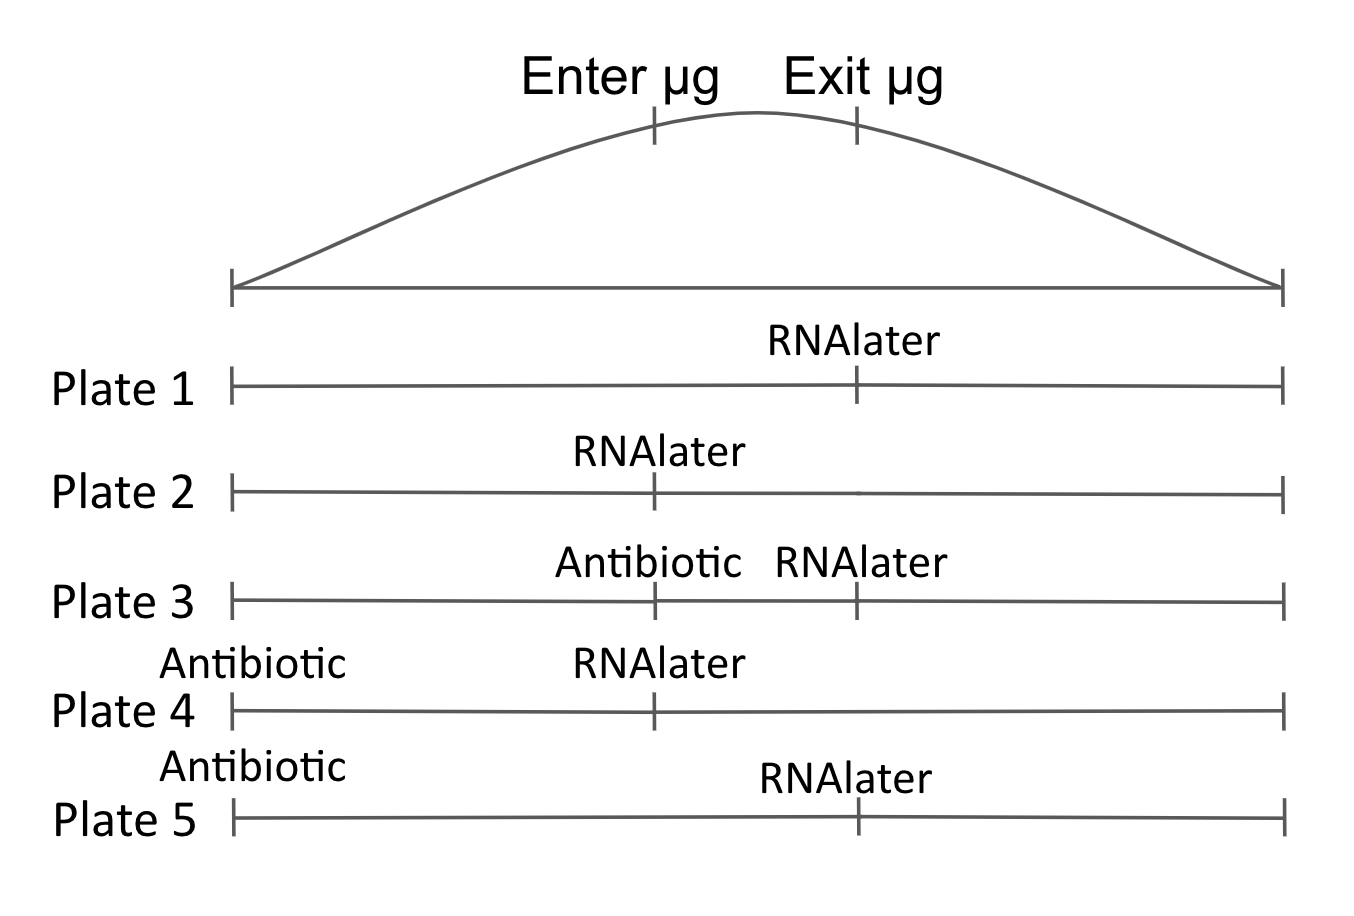 Enter µg Exit µg
RNAlater
Plate 1
RNAlater
Plate 2
Antibiotic RNAlater
Plate 3
Antibiotic RNAlater
Plate 4
Antibiotic RNAlater
Plate 5